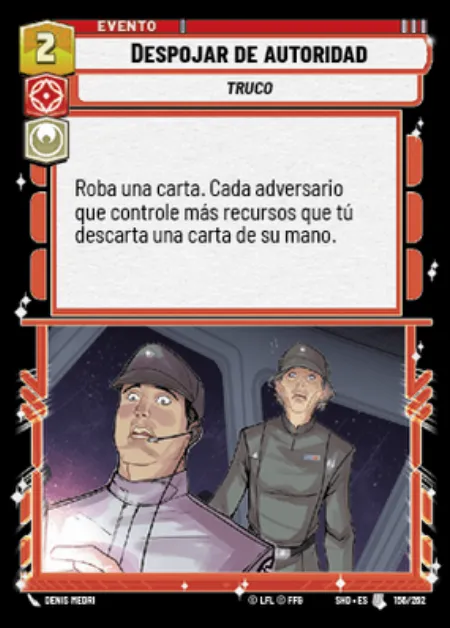 EVENTO
2
DESPOJAR DE AUTORIDAD
TRUCO
Roba una carta. Cada adversario
que controle más recursos que tú
descarta una carta de su mano.
DENIS MEDRI
© LFL © FFG
SHD • ES
156/262